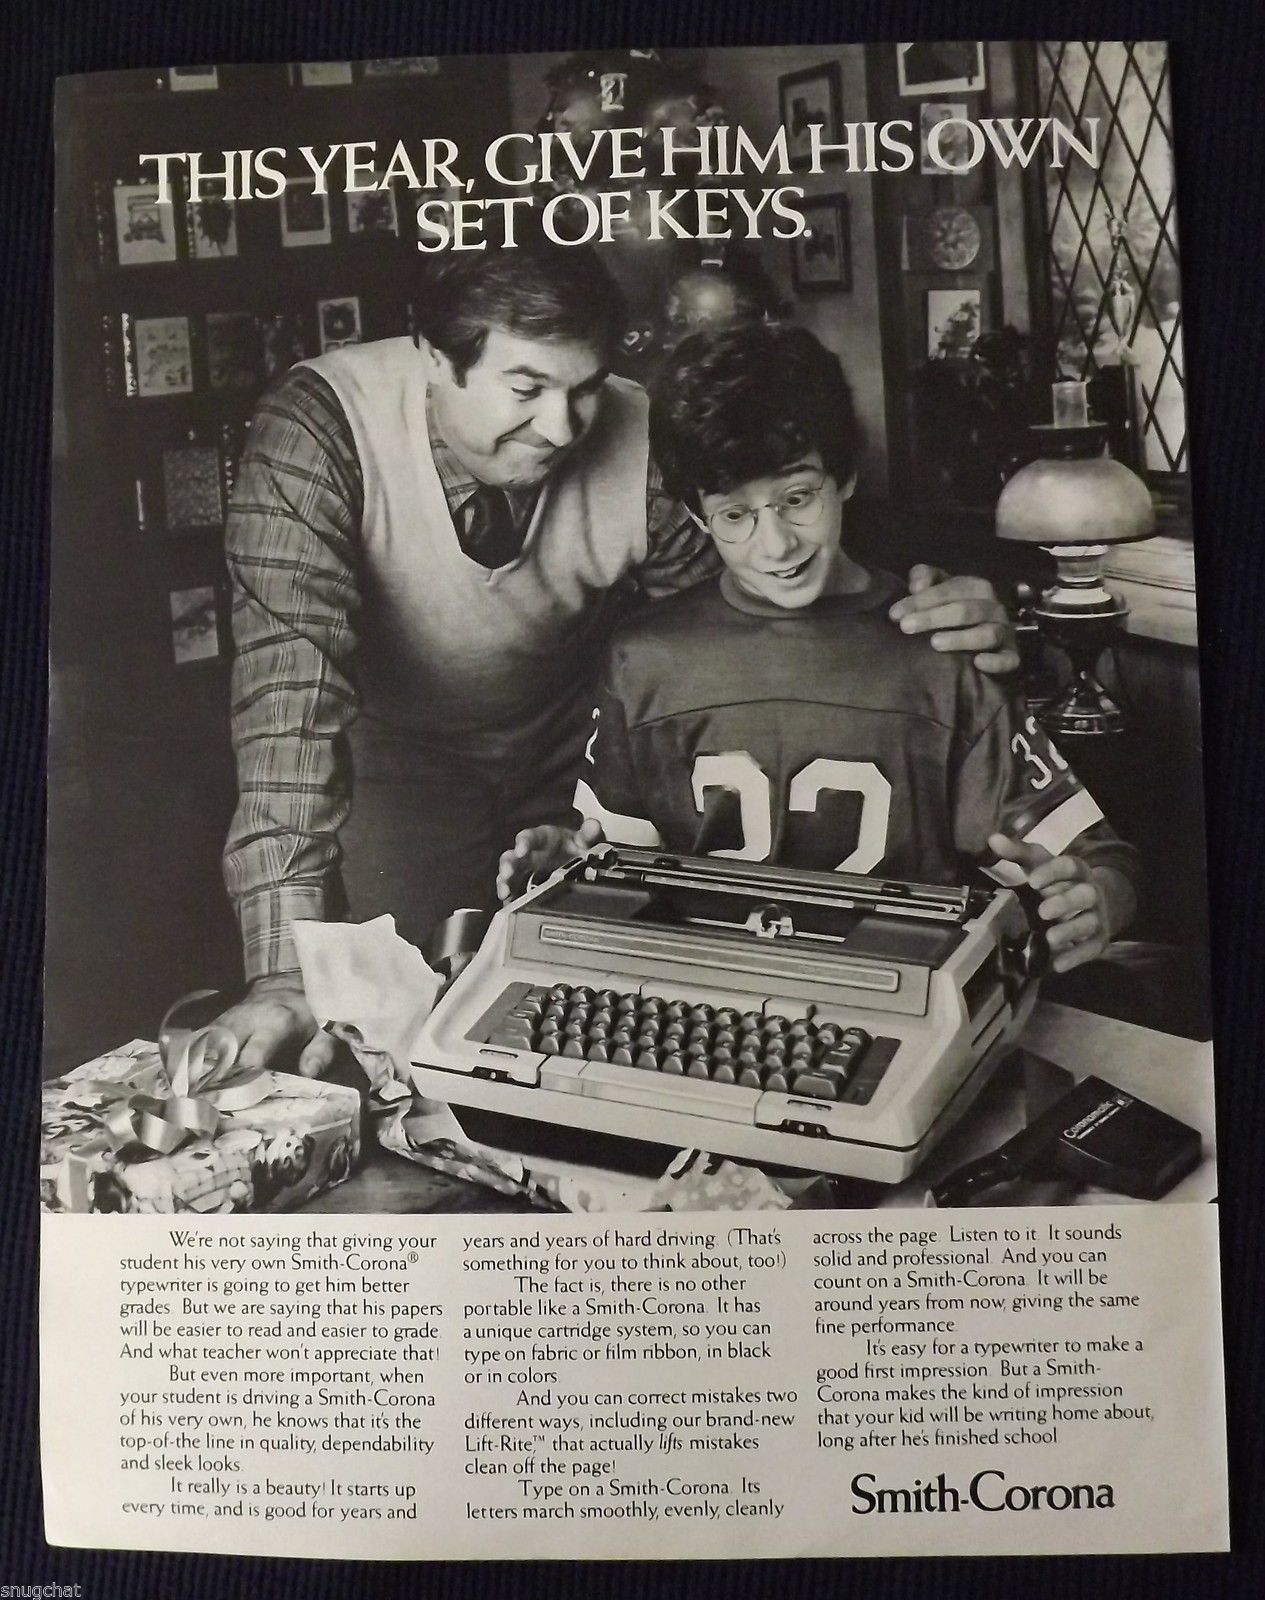 THIS YEAR, GIVE HIM HIS OWN
SET OF KEYS.
32
32
Coronamatic
We're not saying that giving your
student his very own Smith-Corona®
typewriter is going to get him better
grades. But we are saying that his papers
will be easier to read and easier to grade.
And what teacher won't appreciate that!
But even more important, when
your student is driving a Smith-Corona
of his very own, he knows that it's the
top-of-the line in quality, dependability
and sleek looks.
It really is a beauty! It starts up
every time, and is good for years and
years and years of hard driving. (That's
something for you to think about, too!)
The fact is, there is no other
portable like a Smith-Corona. It has
a unique cartridge system, so you can
type on fabric or film ribbon, in black
or in colors.
And you can correct mistakes two
different ways, including our brand-new
Lift-Rite,™ that actually lifts mistakes
clean off the page!
Type on a Smith-Corona. Its
letters march smoothly, evenly, cleanly
across the page. Listen to it. It sounds
solid and professional. And you can
count on a Smith-Corona. It will be
around years from now, giving the same
fine performance.
It's easy for a typewriter to make a
good first impression. But a Smith-
Corona makes the kind of impression
that your kid will be writing home about,
long after he's finished school.
Smith-Corona
snugchat